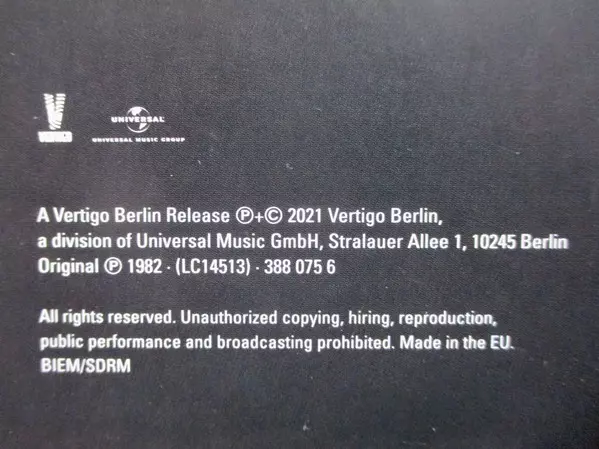 VERTIGO
UNIVERSAL
UNIVERSAL MUSIC GROUP
A Vertigo Berlin Release ℗+© 2021 Vertigo Berlin,
a division of Universal Music GmbH, Stralauer Allee 1, 10245 Berlin
Original ℗ 1982 · (LC14513) · 388 075 6
All rights reserved. Unauthorized copying, hiring, reproduction,
public performance and broadcasting prohibited. Made in the EU.
BIEM/SDRM